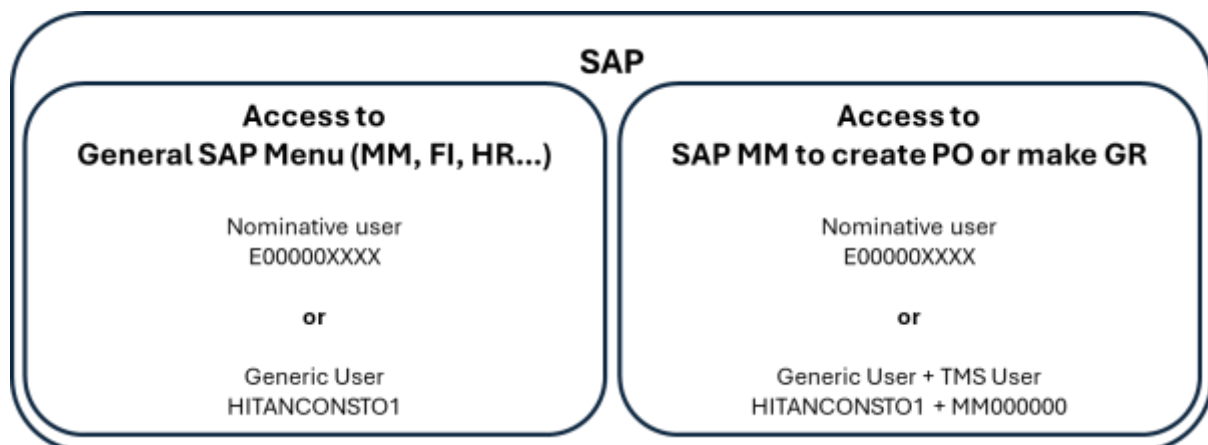 SAP
Access to
General SAP Menu (MM, FI, HR...)
Nominative user
E00000XXXX
or
Generic User
HITANCONSTO1
Access to
SAP MM to create PO or make GR
Nominative user
E00000XXXX
or
Generic User + TMS User
HITANCONSTO1 + MM000000